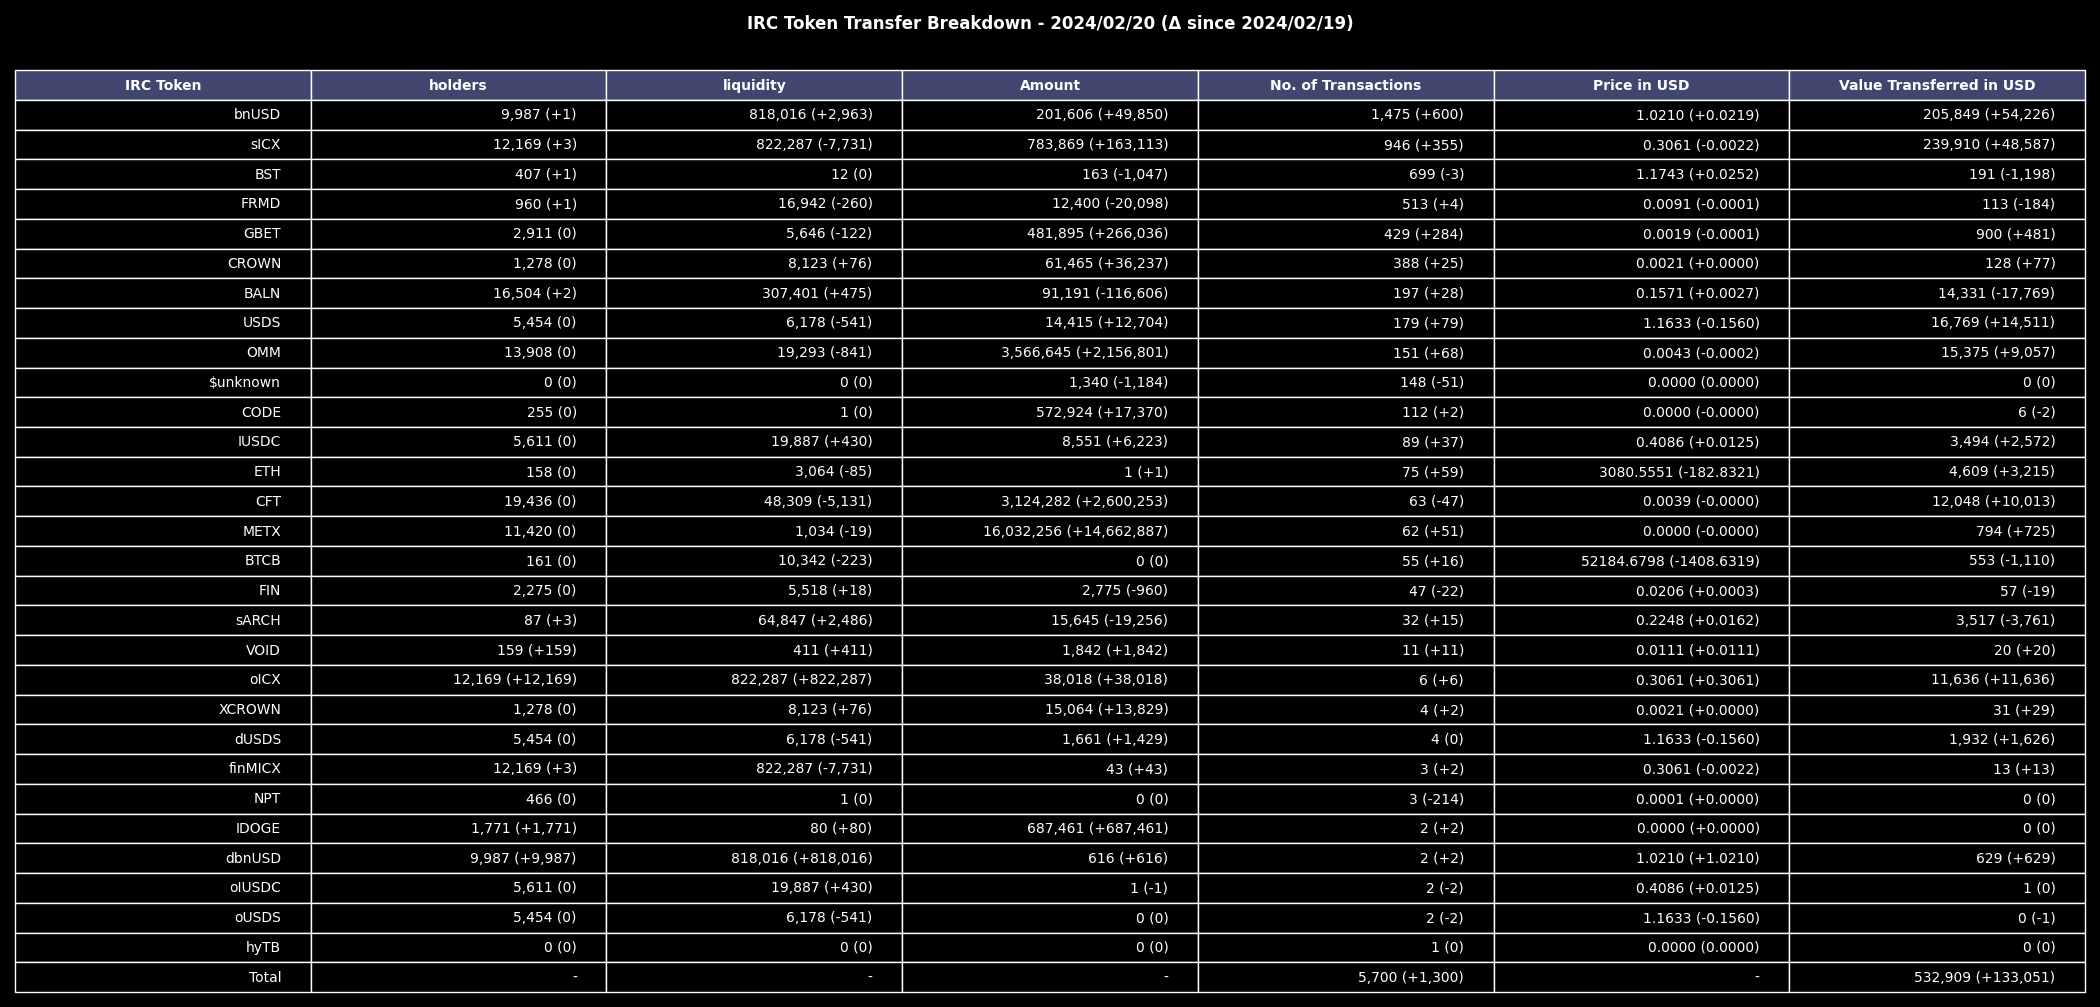 IRC Token Transfer Breakdown - 2024/02/20 (Δ since 2024/02/19)
IRC Token holders liquidity Amount No. of Transactions Price in USD Value Transferred in USD
bnUSD 9,987 (+1) 818,016 (+2,963) 201,606 (+49,850) 1,475 (+600) 1.0210 (+0.0219) 205,849 (+54,226)
sICX 12,169 (+3) 822,287 (-7,731) 783,869 (+163,113) 946 (+355) 0.3061 (-0.0022) 239,910 (+48,587)
BST 407 (+1) 12 (0) 163 (-1,047) 699 (-3) 1.1743 (+0.0252) 191 (-1,198)
FRMD 960 (+1) 16,942 (-260) 12,400 (-20,098) 513 (+4) 0.0091 (-0.0001) 113 (-184)
GBET 2,911 (0) 5,646 (-122) 481,895 (+266,036) 429 (+284) 0.0019 (-0.0001) 900 (+481)
CROWN 1,278 (0) 8,123 (+76) 61,465 (+36,237) 388 (+25) 0.0021 (+0.0000) 128 (+77)
BALN 16,504 (+2) 307,401 (+475) 91,191 (-116,606) 197 (+28) 0.1571 (+0.0027) 14,331 (-17,769)
USDS 5,454 (0) 6,178 (-541) 14,415 (+12,704) 179 (+79) 1.1633 (-0.1560) 16,769 (+14,511)
OMM 13,908 (0) 19,293 (-841) 3,566,645 (+2,156,801) 151 (+68) 0.0043 (-0.0002) 15,375 (+9,057)
$unknown 0 (0) 0 (0) 1,340 (-1,184) 148 (-51) 0.0000 (0.0000) 0 (0)
CODE 255 (0) 1 (0) 572,924 (+17,370) 112 (+2) 0.0000 (-0.0000) 6 (-2)
IUSDC 5,611 (0) 19,887 (+430) 8,551 (+6,223) 89 (+37) 0.4086 (+0.0125) 3,494 (+2,572)
ETH 158 (0) 3,064 (-85) 1 (+1) 75 (+59) 3080.5551 (-182.8321) 4,609 (+3,215)
CFT 19,436 (0) 48,309 (-5,131) 3,124,282 (+2,600,253) 63 (-47) 0.0039 (-0.0000) 12,048 (+10,013)
METX 11,420 (0) 1,034 (-19) 16,032,256 (+14,662,887) 62 (+51) 0.0000 (-0.0000) 794 (+725)
BTCB 161 (0) 10,342 (-223) 0 (0) 55 (+16) 52184.6798 (-1408.6319) 553 (-1,110)
FIN 2,275 (0) 5,518 (+18) 2,775 (-960) 47 (-22) 0.0206 (+0.0003) 57 (-19)
sARCH 87 (+3) 64,847 (+2,486) 15,645 (-19,256) 32 (+15) 0.2248 (+0.0162) 3,517 (-3,761)
VOID 159 (+159) 411 (+411) 1,842 (+1,842) 11 (+11) 0.0111 (+0.0111) 20 (+20)
oICX 12,169 (+12,169) 822,287 (+822,287) 38,018 (+38,018) 6 (+6) 0.3061 (+0.3061) 11,636 (+11,636)
XCROWN 1,278 (0) 8,123 (+76) 15,064 (+13,829) 4 (+2) 0.0021 (+0.0000) 31 (+29)
dUSDS 5,454 (0) 6,178 (-541) 1,661 (+1,429) 4 (0) 1.1633 (-0.1560) 1,932 (+1,626)
finMICX 12,169 (+3) 822,287 (-7,731) 43 (+43) 3 (+2) 0.3061 (-0.0022) 13 (+13)
NPT 466 (0) 1 (0) 0 (0) 3 (-214) 0.0001 (+0.0000) 0 (0)
IDOGE 1,771 (+1,771) 80 (+80) 687,461 (+687,461) 2 (+2) 0.0000 (+0.0000) 0 (0)
dbnUSD 9,987 (+9,987) 818,016 (+818,016) 616 (+616) 2 (+2) 1.0210 (+1.0210) 629 (+629)
oIUSDC 5,611 (0) 19,887 (+430) 1 (-1) 2 (-2) 0.4086 (+0.0125) 1 (0)
oUSDS 5,454 (0) 6,178 (-541) 0 (0) 2 (-2) 1.1633 (-0.1560) 0 (-1)
hyTB 0 (0) 0 (0) 0 (0) 1 (0) 0.0000 (0.0000) 0 (0)
Total - - - 5,700 (+1,300) - 532,909 (+133,051)